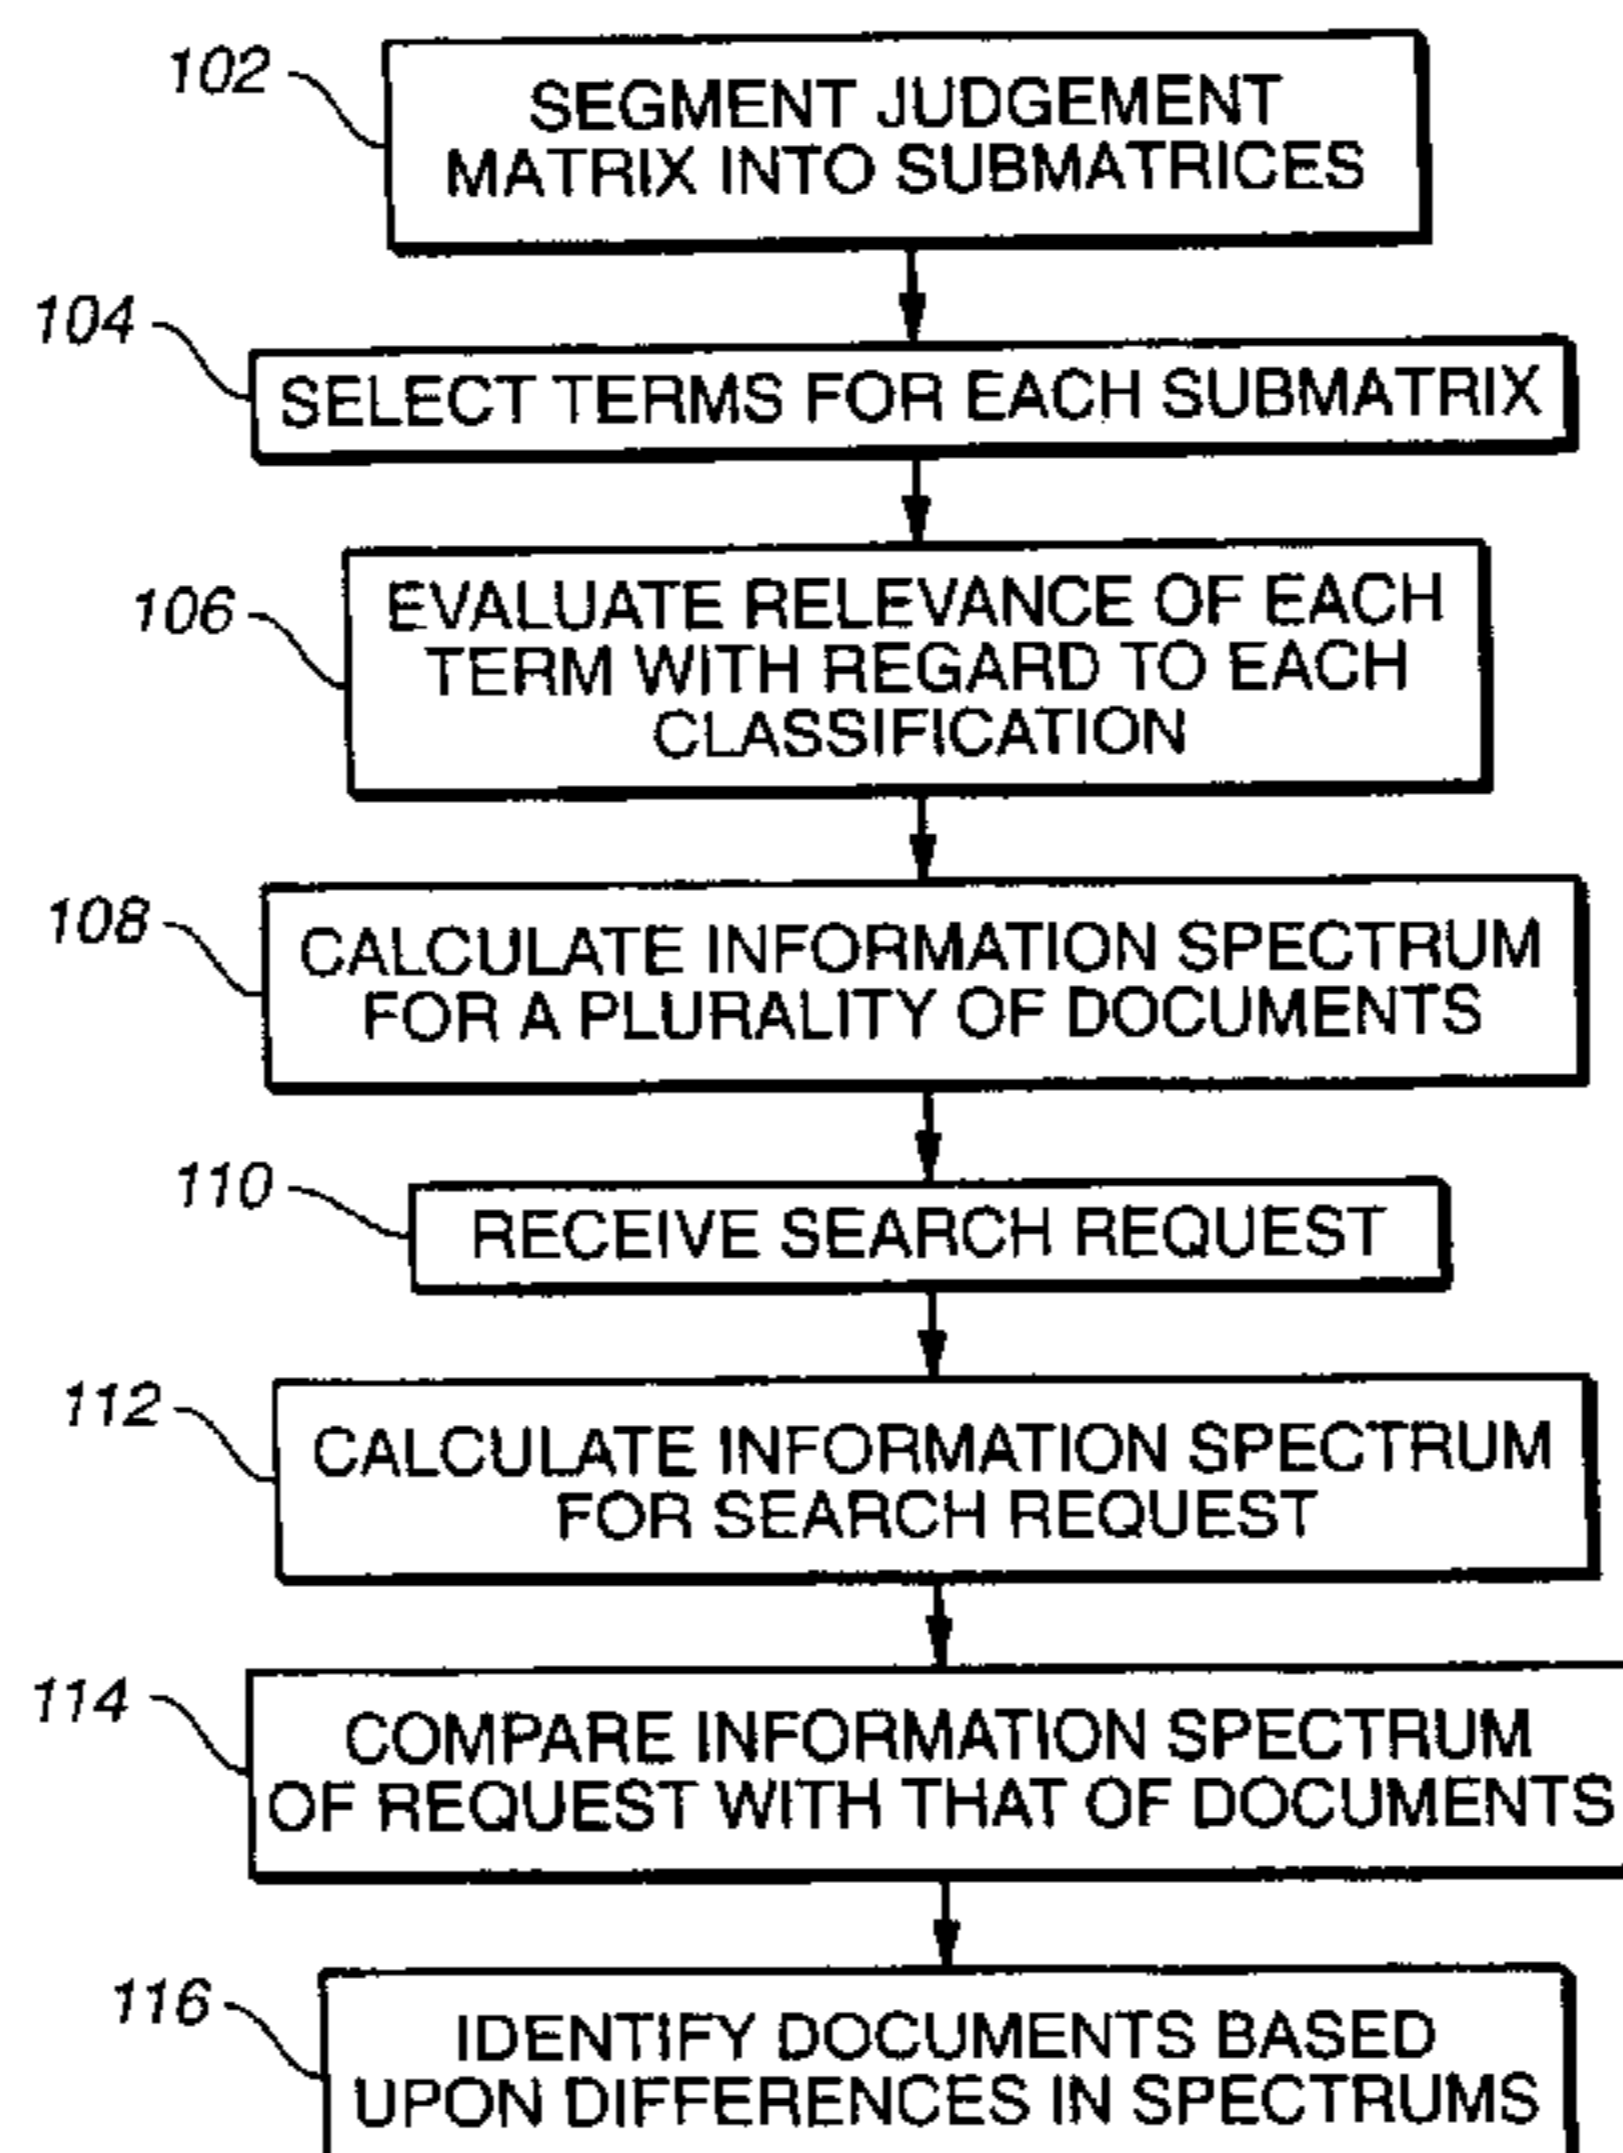 102
SEGMENT JUDGEMENT
MATRIX INTO SUBMATRICES
104
SELECT TERMS FOR EACH SUBMATRIX
106
EVALUATE RELEVANCE OF EACH
TERM WITH REGARD TO EACH
CLASSIFICATION
108
CALCULATE INFORMATION SPECTRUM
FOR A PLURALITY OF DOCUMENTS
110
RECEIVE SEARCH REQUEST
112
CALCULATE INFORMATION SPECTRUM
FOR SEARCH REQUEST
114
COMPARE INFORMATION SPECTRUM
OF REQUEST WITH THAT OF DOCUMENTS
116
IDENTIFY DOCUMENTS BASED
UPON DIFFERENCES IN SPECTRUMS